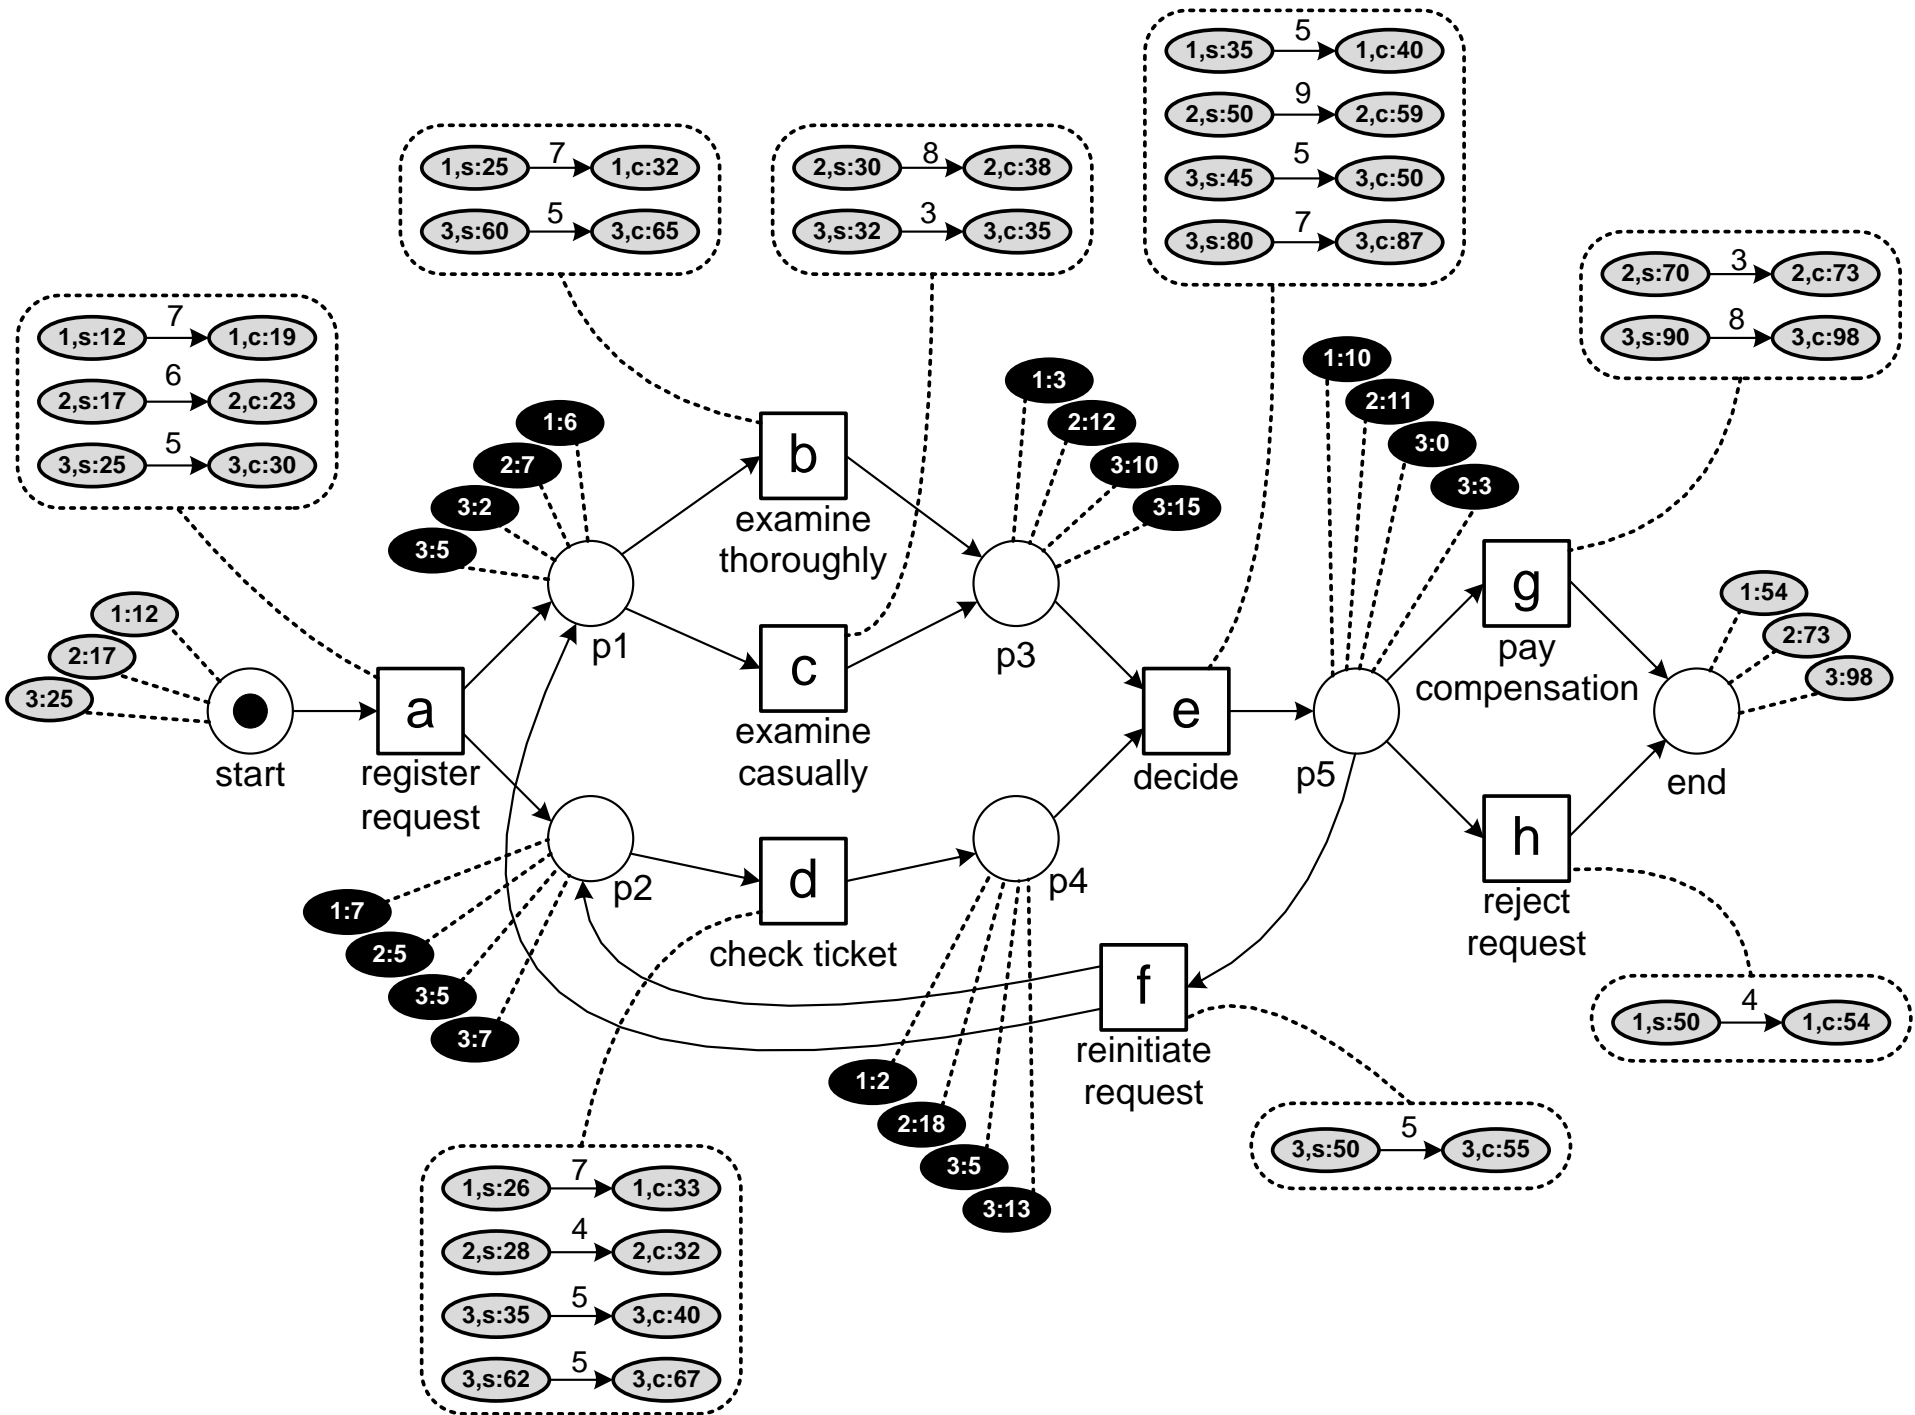 1,s:35 5 1,c:40
2,s:50 9 2,c:59
3,s:45 5 3,c:50
3,s:80 7 3,c:87
1,s:25 7 1,c:32
3,s:60 5 3,c:65
2,s:30 8 2,c:38
3,s:32 3 3,c:35
2,s:70 3 2,c:73
3,s:90 8 3,c:98
1,s:12 7 1,c:19
2,s:17 6 2,c:23
3,s:25 5 3,c:30
1:6
2:7
3:2
3:5
b
examine
thoroughly
1:3
2:12
3:10
3:15
1:10
2:11
3:0
3:3
1:12
2:17
3:25
start
a
register
request
p1
c
examine
casually
p3
e
decide
p5
g
pay
compensation
1:54
2:73
3:98
end
p2
1:7
2:5
3:5
3:7
d
check ticket
p4
1:2
2:18
3:5
3:13
f
reinitiate
request
h
reject
request
1,s:50 4 1,c:54
3,s:50 5 3,c:55
1,s:26 7 1,c:33
2,s:28 4 2,c:32
3,s:35 5 3,c:40
3,s:62 5 3,c:67